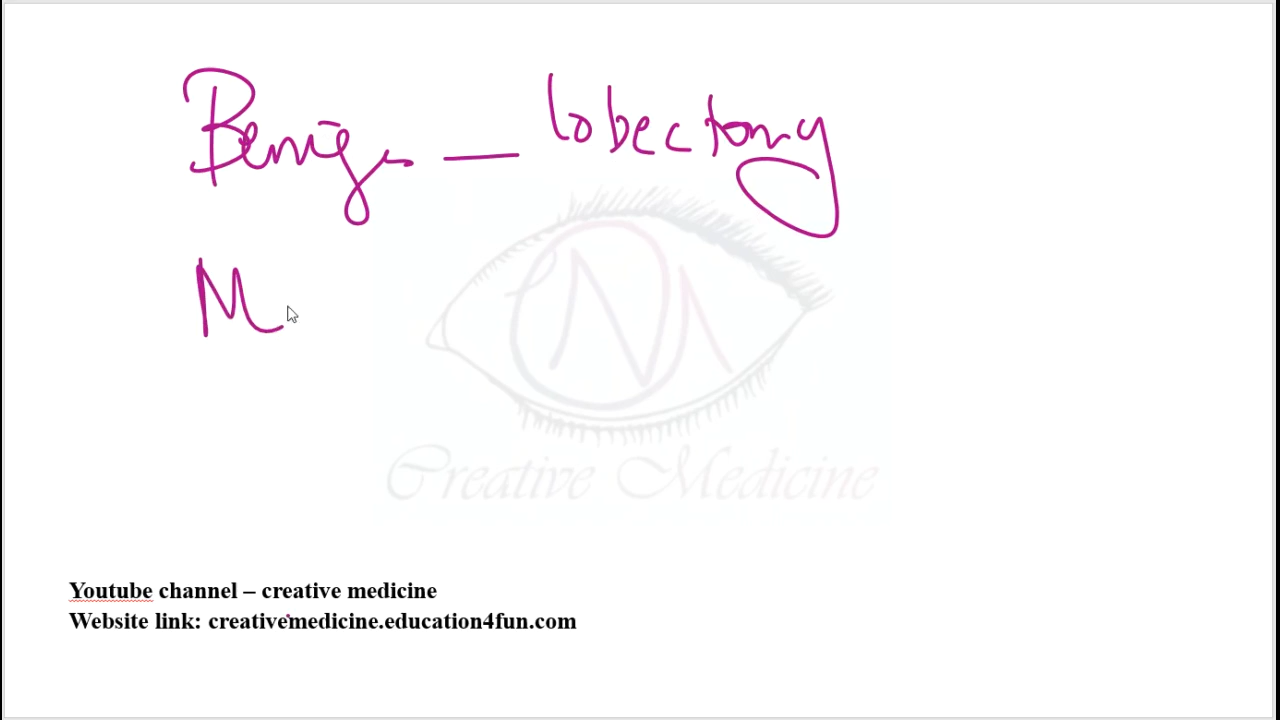 Benign — lobectomy
M
Creative Medicine
Youtube channel – creative medicine
Website link: creativemedicine.education4fun.com